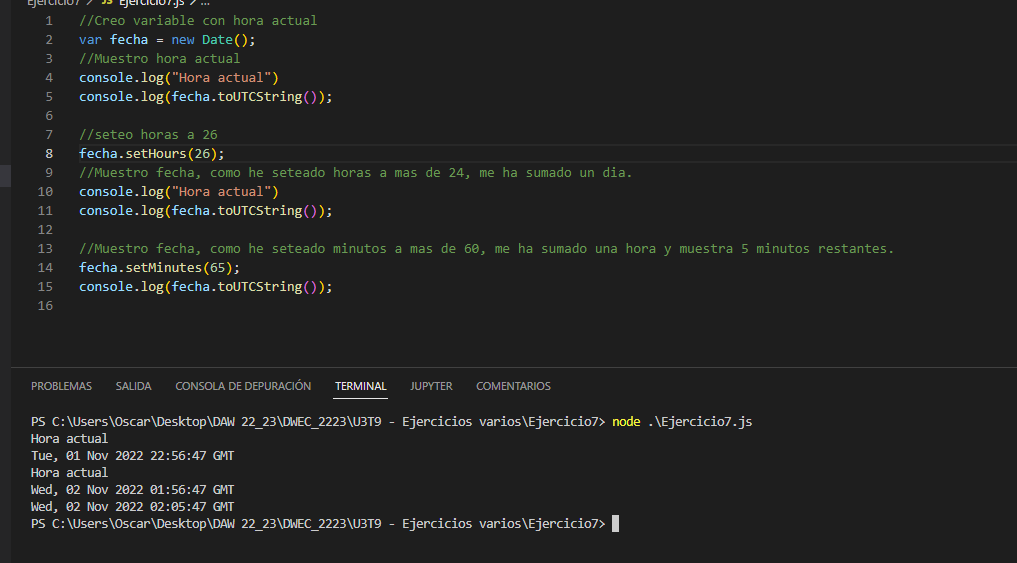 Ejercicio7 > JS Ejercicio7.js > ...
1 //Creo variable con hora actual
2 var fecha = new Date();
3 //Muestro hora actual
4 console.log("Hora actual")
5 console.log(fecha.toUTCString());
6
7 //seteo horas a 26
8 fecha.setHours(26);
9 //Muestro fecha, como he seteado horas a mas de 24, me ha sumado un dia.
10 console.log("Hora actual")
11 console.log(fecha.toUTCString());
12
13 //Muestro fecha, como he seteado minutos a mas de 60, me ha sumado una hora y muestra 5 minutos restantes.
14 fecha.setMinutes(65);
15 console.log(fecha.toUTCString());
16
PROBLEMAS SALIDA CONSOLA DE DEPURACIÓN TERMINAL JUPYTER COMENTARIOS
PS C:\Users\Oscar\Desktop\DAW 22_23\DWEC_2223\U3T9 - Ejercicios varios\Ejercicio7> node .\Ejercicio7.js
Hora actual
Tue, 01 Nov 2022 22:56:47 GMT
Hora actual
Wed, 02 Nov 2022 01:56:47 GMT
Wed, 02 Nov 2022 02:05:47 GMT
PS C:\Users\Oscar\Desktop\DAW 22_23\DWEC_2223\U3T9 - Ejercicios varios\Ejercicio7>